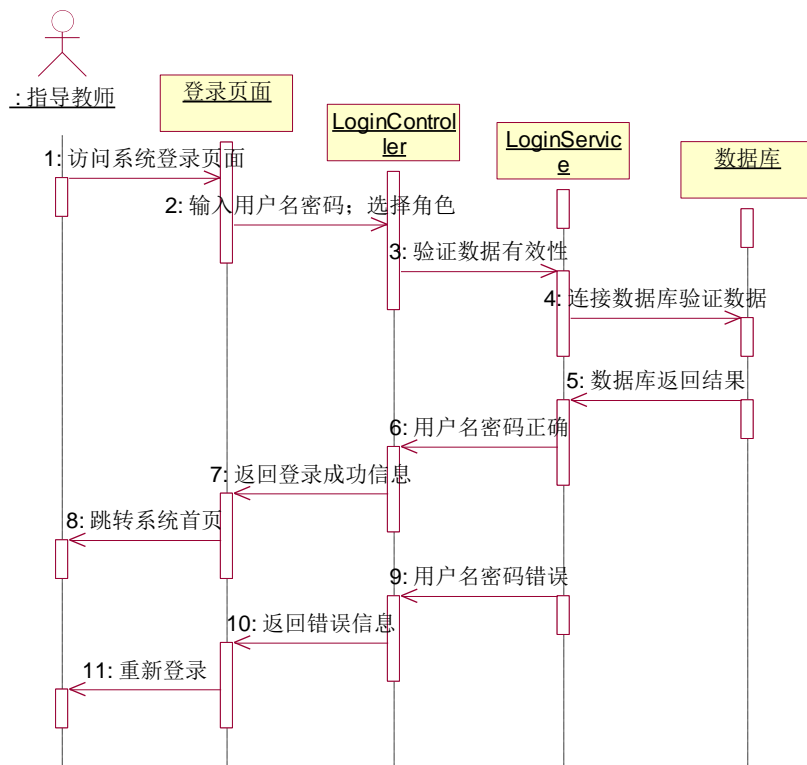 : 指导教师
登录页面
LoginControl
ler
LoginServic
e
数据库
1: 访问系统登录页面
2: 输入用户名密码；选择角色
3: 验证数据有效性
4: 连接数据库验证数据
5: 数据库返回结果
6: 用户名密码正确
7: 返回登录成功信息
8: 跳转系统首页
9: 用户名密码错误
10: 返回错误信息
11: 重新登录